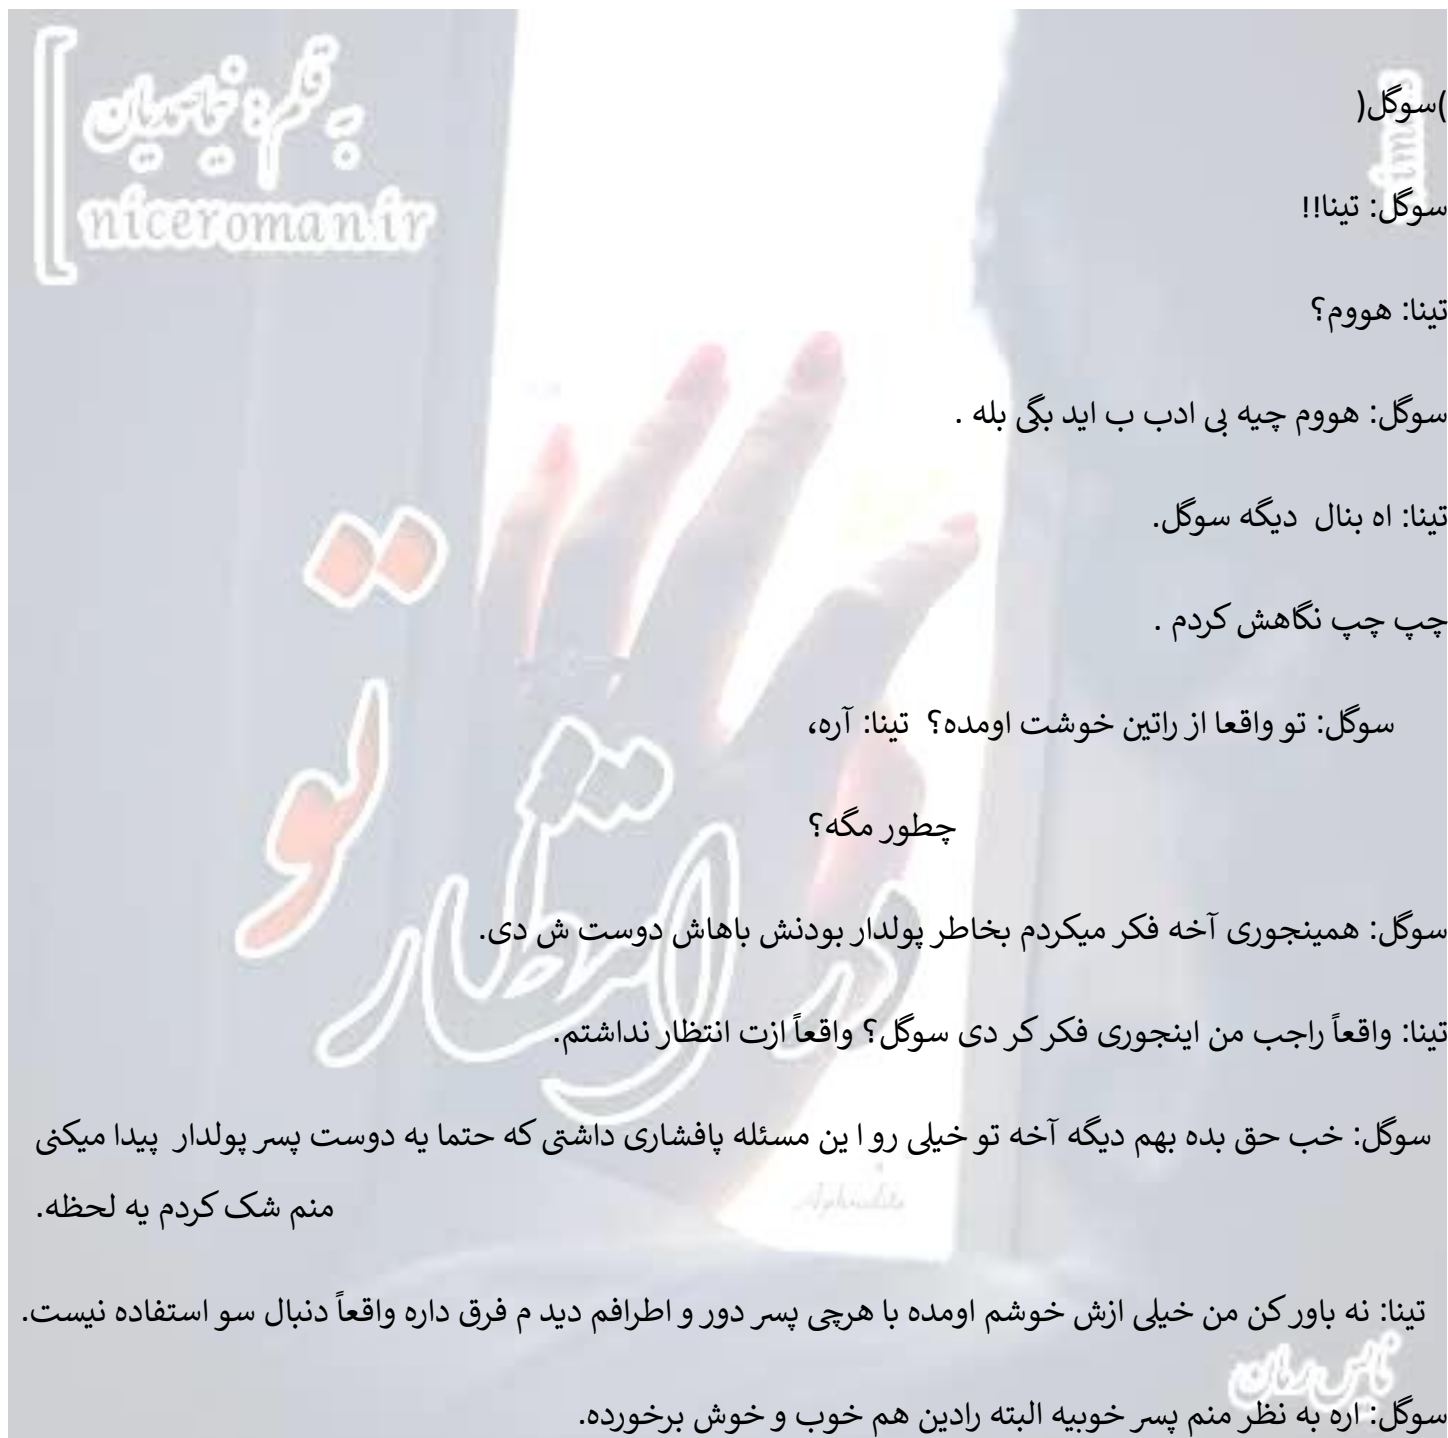 به قلم:
niceroman.ir
)سوگل(
سوگل: تینا!!
تینا: هووم؟
سوگل: هووم چیه بی ادب ب اید بگی بله .
تینا: اه بنال دیگه سوگل.
چپ چپ نگاهش کردم .
سوگل: تو واقعا از راتین خوشت اومده؟ تینا: آره،
چطور مگه؟
سوگل: همینجوری آخه فکر میکردم بخاطر پولدار بودنش باهاش دوست ش دی.
تینا: واقعاً راجب من اینجوری فکر کر دی سوگل؟ واقعاً ازت انتظار نداشتم.
سوگل: خب حق بده بهم دیگه آخه تو خیلی رو ا ین مسئله پافشاری داشتی که حتما یه دوست پسر پولدار پیدا میکنی
منم شک کردم یه لحظه.
تینا: نه باور کن من خیلی ازش خوشم اومده با هرچی پسر دور و اطرافم دید م فرق داره واقعاً دنبال سو استفاده نیست.
سوگل: اره به نظر منم پسر خوبیه البته رادین هم خوب و خوش برخورده.
در انتظار تو
Aphrodite
نایس رمان